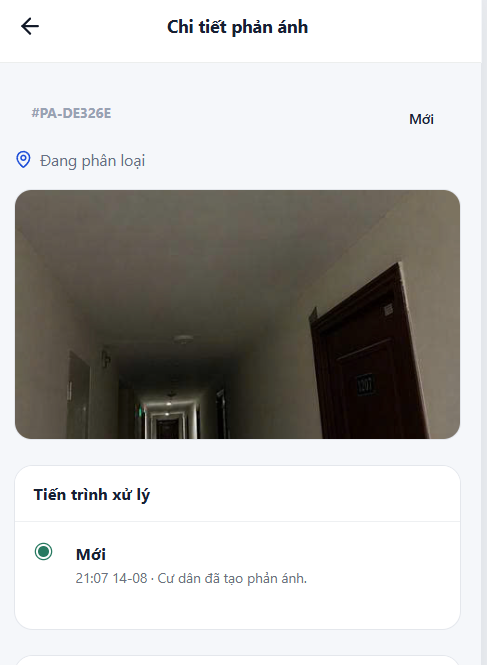 Chi tiết phản ánh
#PA-DE326E
Mới
Đang phân loại
Tiến trình xử lý
Mới
21:07 14-08 · Cư dân đã tạo phản ánh.